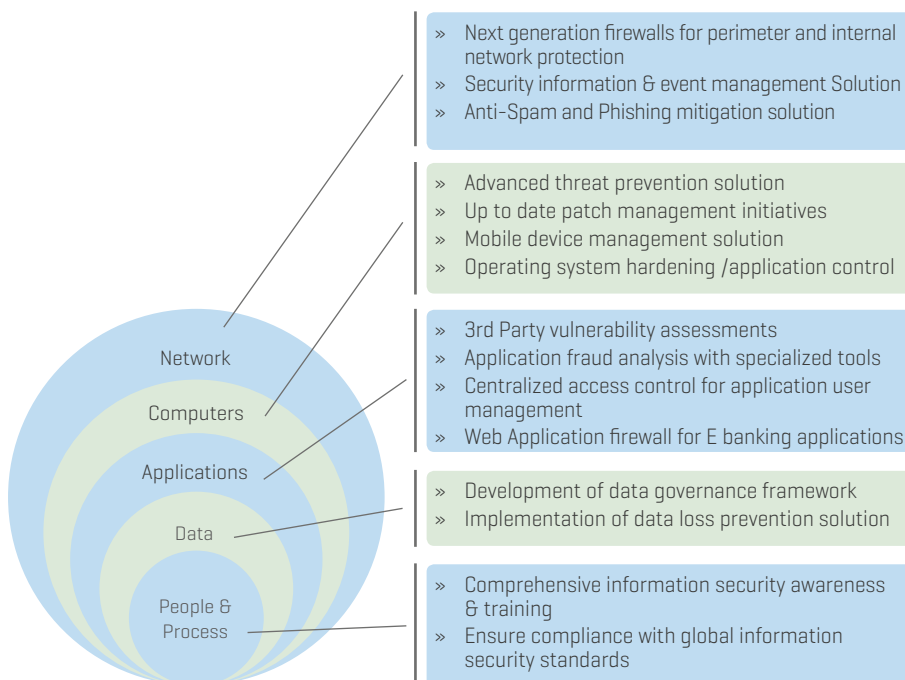 » Next generation firewalls for perimeter and internal
network protection
» Security information & event management Solution
» Anti-Spam and Phishing mitigation solution
» Advanced threat prevention solution
» Up to date patch management initiatives
» Mobile device management solution
» Operating system hardening /application control
» 3rd Party vulnerability assessments
» Application fraud analysis with specialized tools
» Centralized access control for application user
management
» Web Application firewall for E banking applications
» Development of data governance framework
» Implementation of data loss prevention solution
» Comprehensive information security awareness
& training
» Ensure compliance with global information
security standards
Network
Computers
Applications
Data
People &
Process